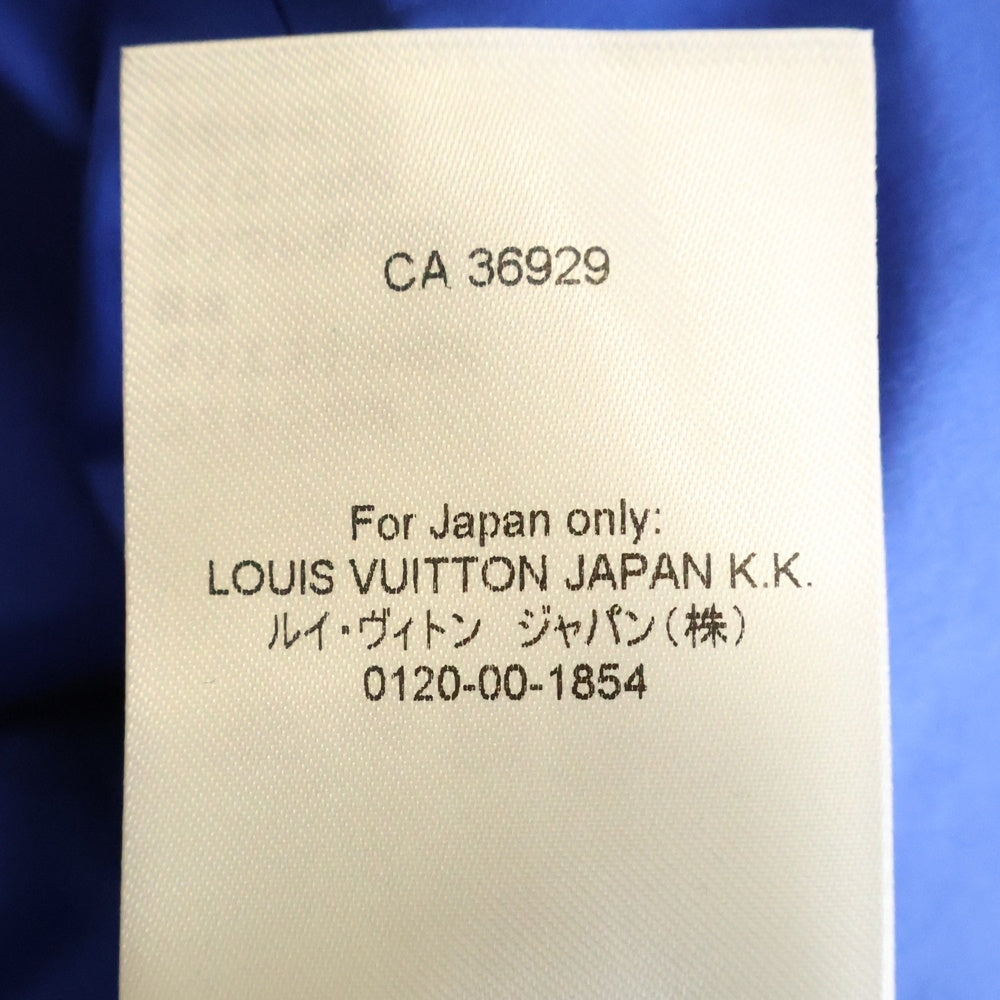 CA 36929
For Japan only:
LOUIS VUITTON JAPAN K.K.
ルイ・ヴィトン　ジャパン(株)
0120-00-1854